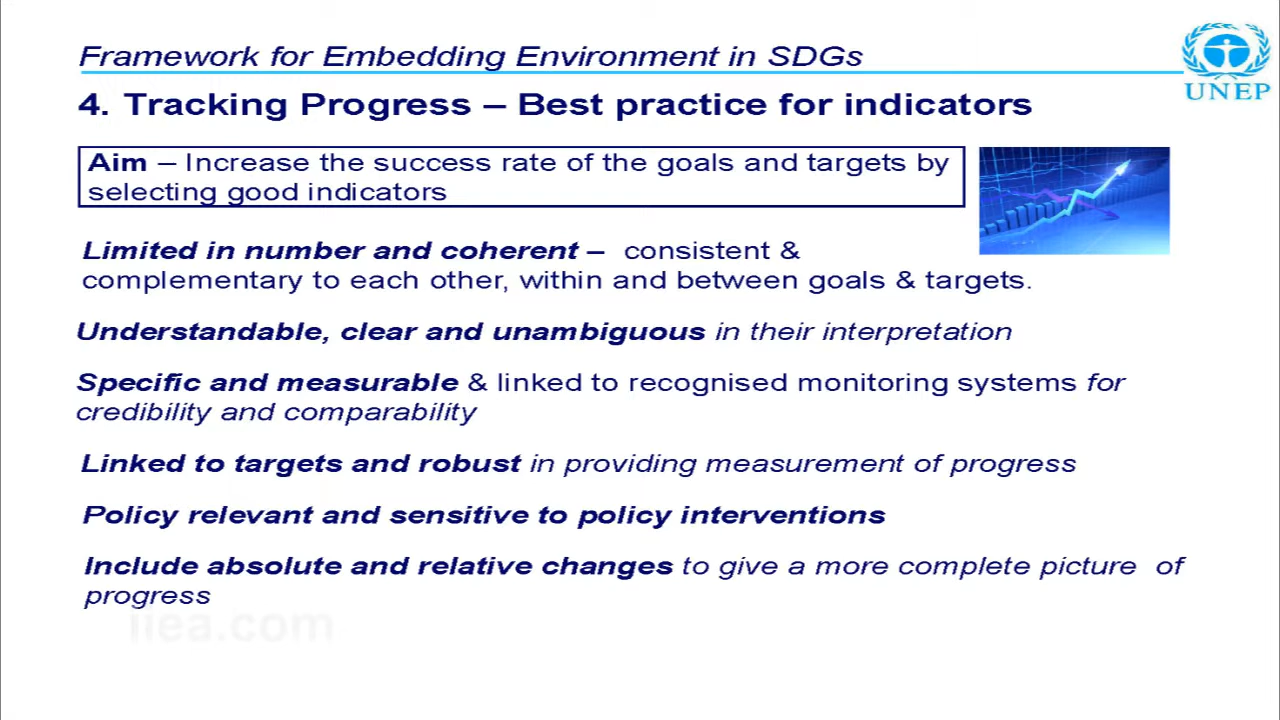 Framework for Embedding Environment in SDGs
UNEP
4. Tracking Progress – Best practice for indicators
Aim – Increase the success rate of the goals and targets by
selecting good indicators
Limited in number and coherent – consistent &
complementary to each other, within and between goals & targets.
Understandable, clear and unambiguous in their interpretation
Specific and measurable & linked to recognised monitoring systems for
credibility and comparability
Linked to targets and robust in providing measurement of progress
Policy relevant and sensitive to policy interventions
Include absolute and relative changes to give a more complete picture of
progress
iiea.com